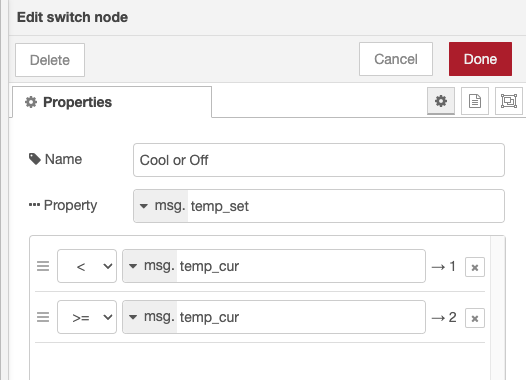 Edit switch node
Delete
Cancel
Done
Properties
Name
Cool or Off
Property
msg. temp_set
< msg. temp_cur → 1 x
>= msg. temp_cur → 2 x